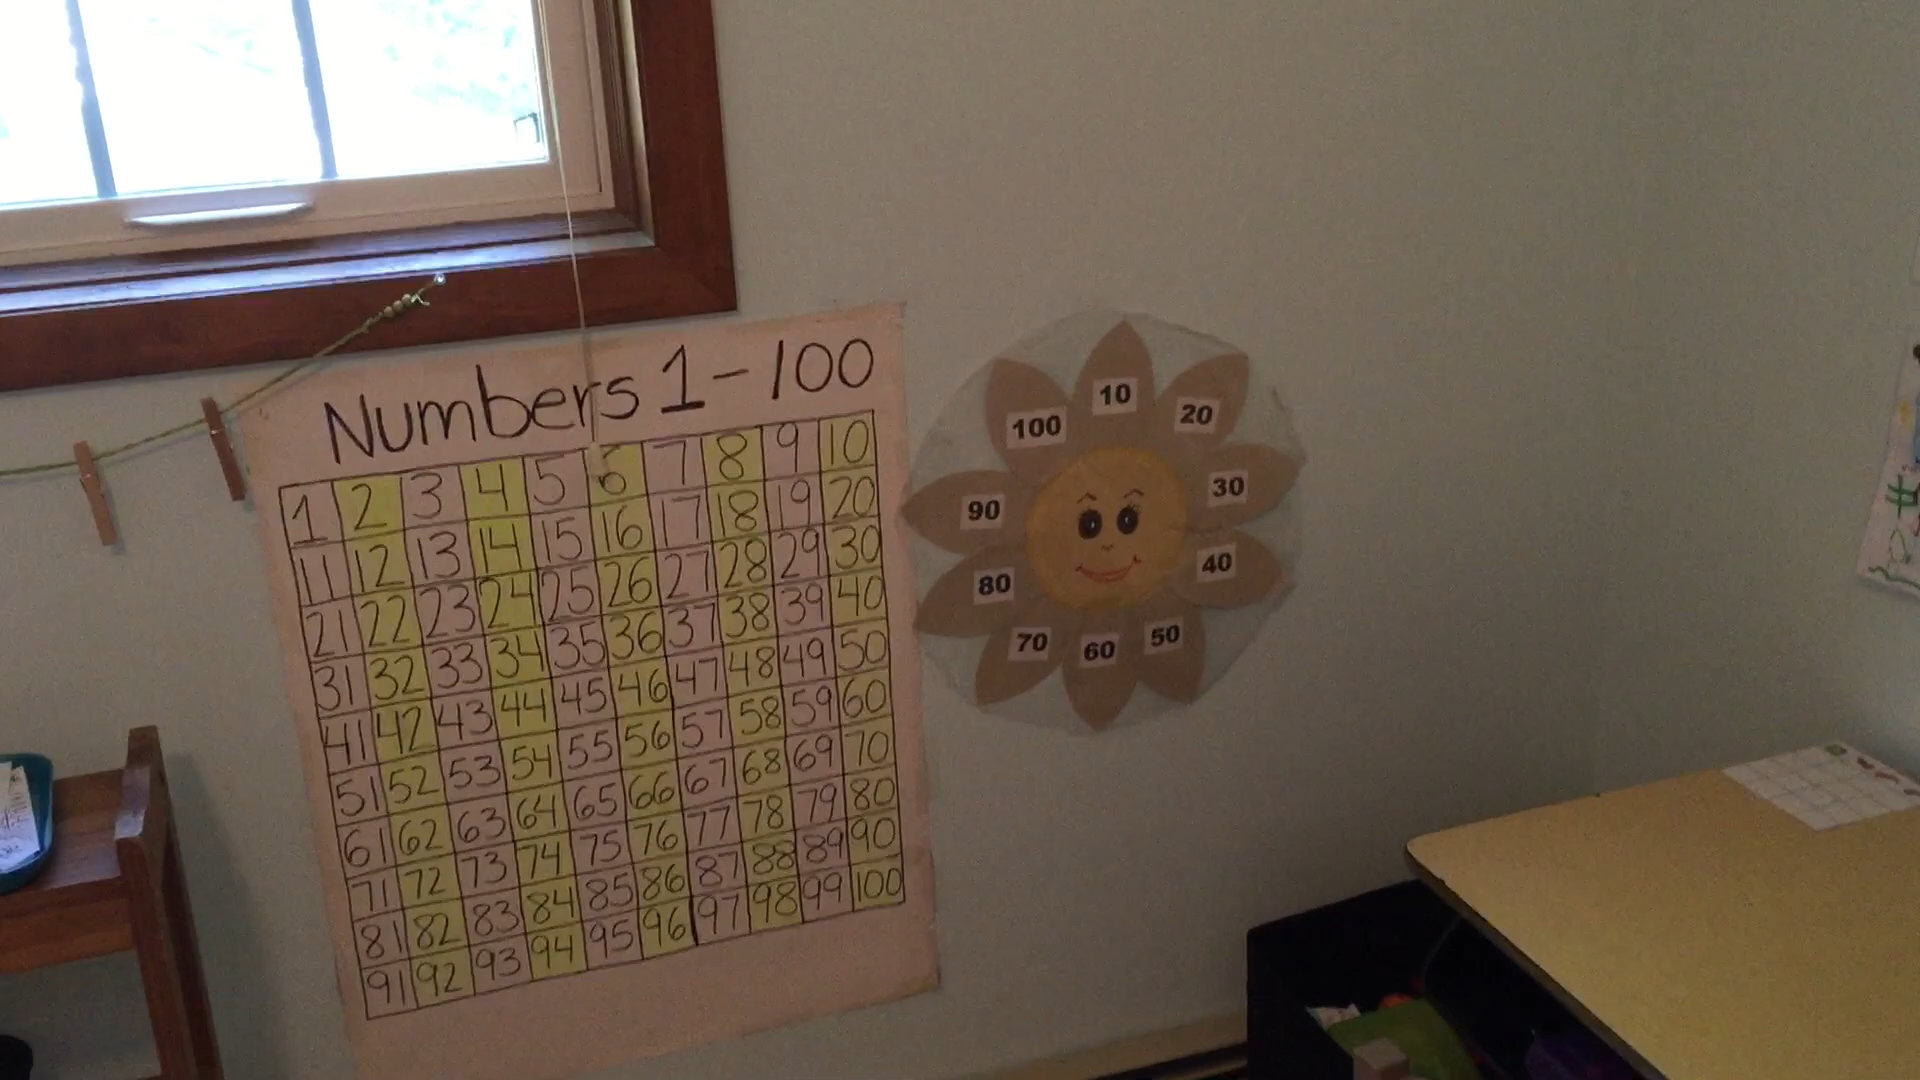 Numbers 1-100
1 2 3 4 5 6 7 8 9 10
11 12 13 14 15 16 17 18 19 20
21 22 23 24 25 26 27 28 29 30
31 32 33 34 35 36 37 38 39 40
41 42 43 44 45 46 47 48 49 50
51 52 53 54 55 56 57 58 59 60
61 62 63 64 65 66 67 68 69 70
71 72 73 74 75 76 77 78 79 80
81 82 83 84 85 86 87 88 89 90
91 92 93 94 95 96 97 98 99 100
10
20
30
40
50
60
70
80
90
100